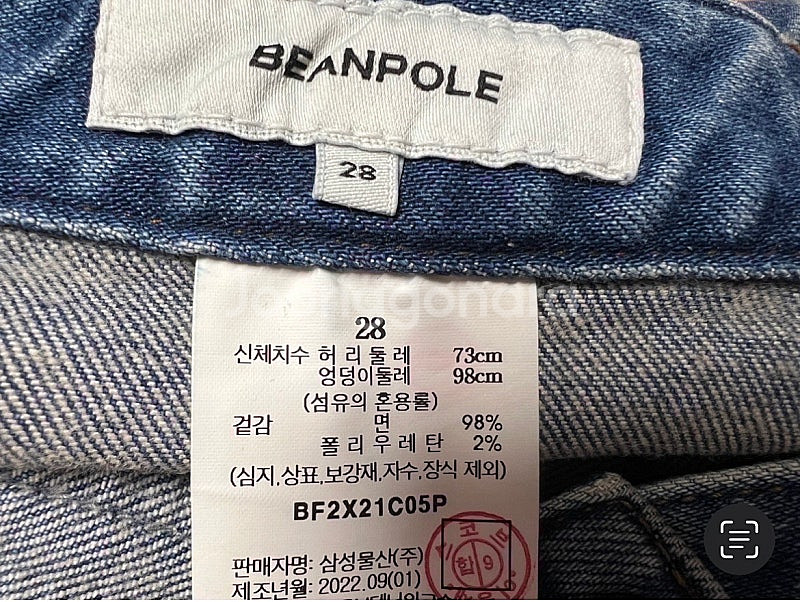 BEANPOLE
28
28
신체치수 허 리 둘 레 73cm
엉덩이둘레 98cm
(섬유의 혼용률)
겉감 면 98%
폴 리 우 레 탄 2%
(심지,상표,보강재,자수,장식 제외)
BF2X21C05P
판매자명: 삼성물산(주)
제조년월: 2022.09(01)
합 9